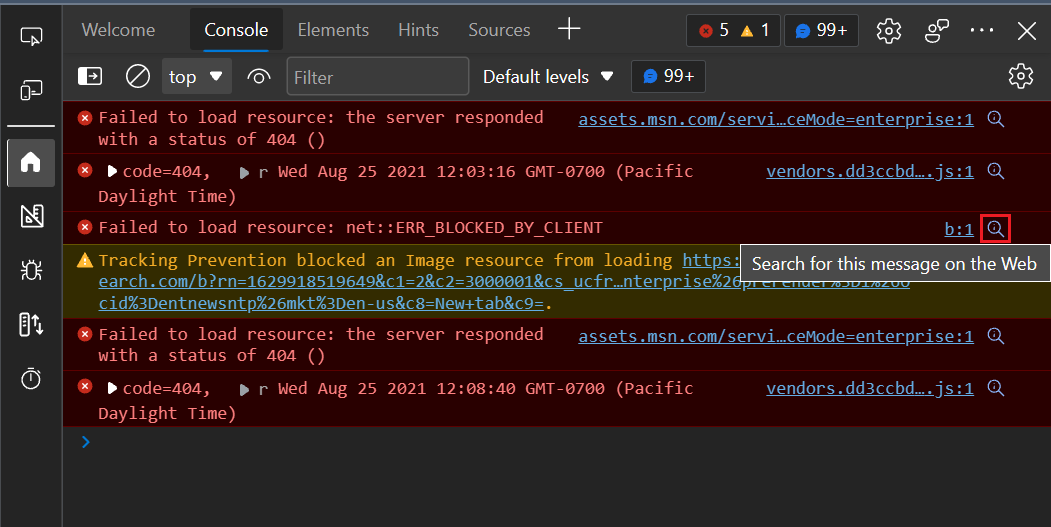 Welcome Console Elements Hints Sources 5 1 99+
top Filter Default levels 99+
Failed to load resource: the server responded assets.msn.com/servi…ceMode=enterprise:1
with a status of 404 ()
code=404, r Wed Aug 25 2021 12:03:16 GMT-0700 (Pacific vendors.dd3ccbd….js:1
Daylight Time)
Failed to load resource: net::ERR_BLOCKED_BY_CLIENT b:1
Tracking Prevention blocked an Image resource from loading https:
Search for this message on the Web
earch.com/b?rn=1629918519649&c1=2&c2=3000001&cs_ucfr…nterprise%26prerender%3D1%26o
cid%3Dentnewsntp%26mkt%3Den-us&c8=New+tab&c9=.
Failed to load resource: the server responded assets.msn.com/servi…ceMode=enterprise:1
with a status of 404 ()
code=404, r Wed Aug 25 2021 12:08:40 GMT-0700 (Pacific vendors.dd3ccbd….js:1
Daylight Time)